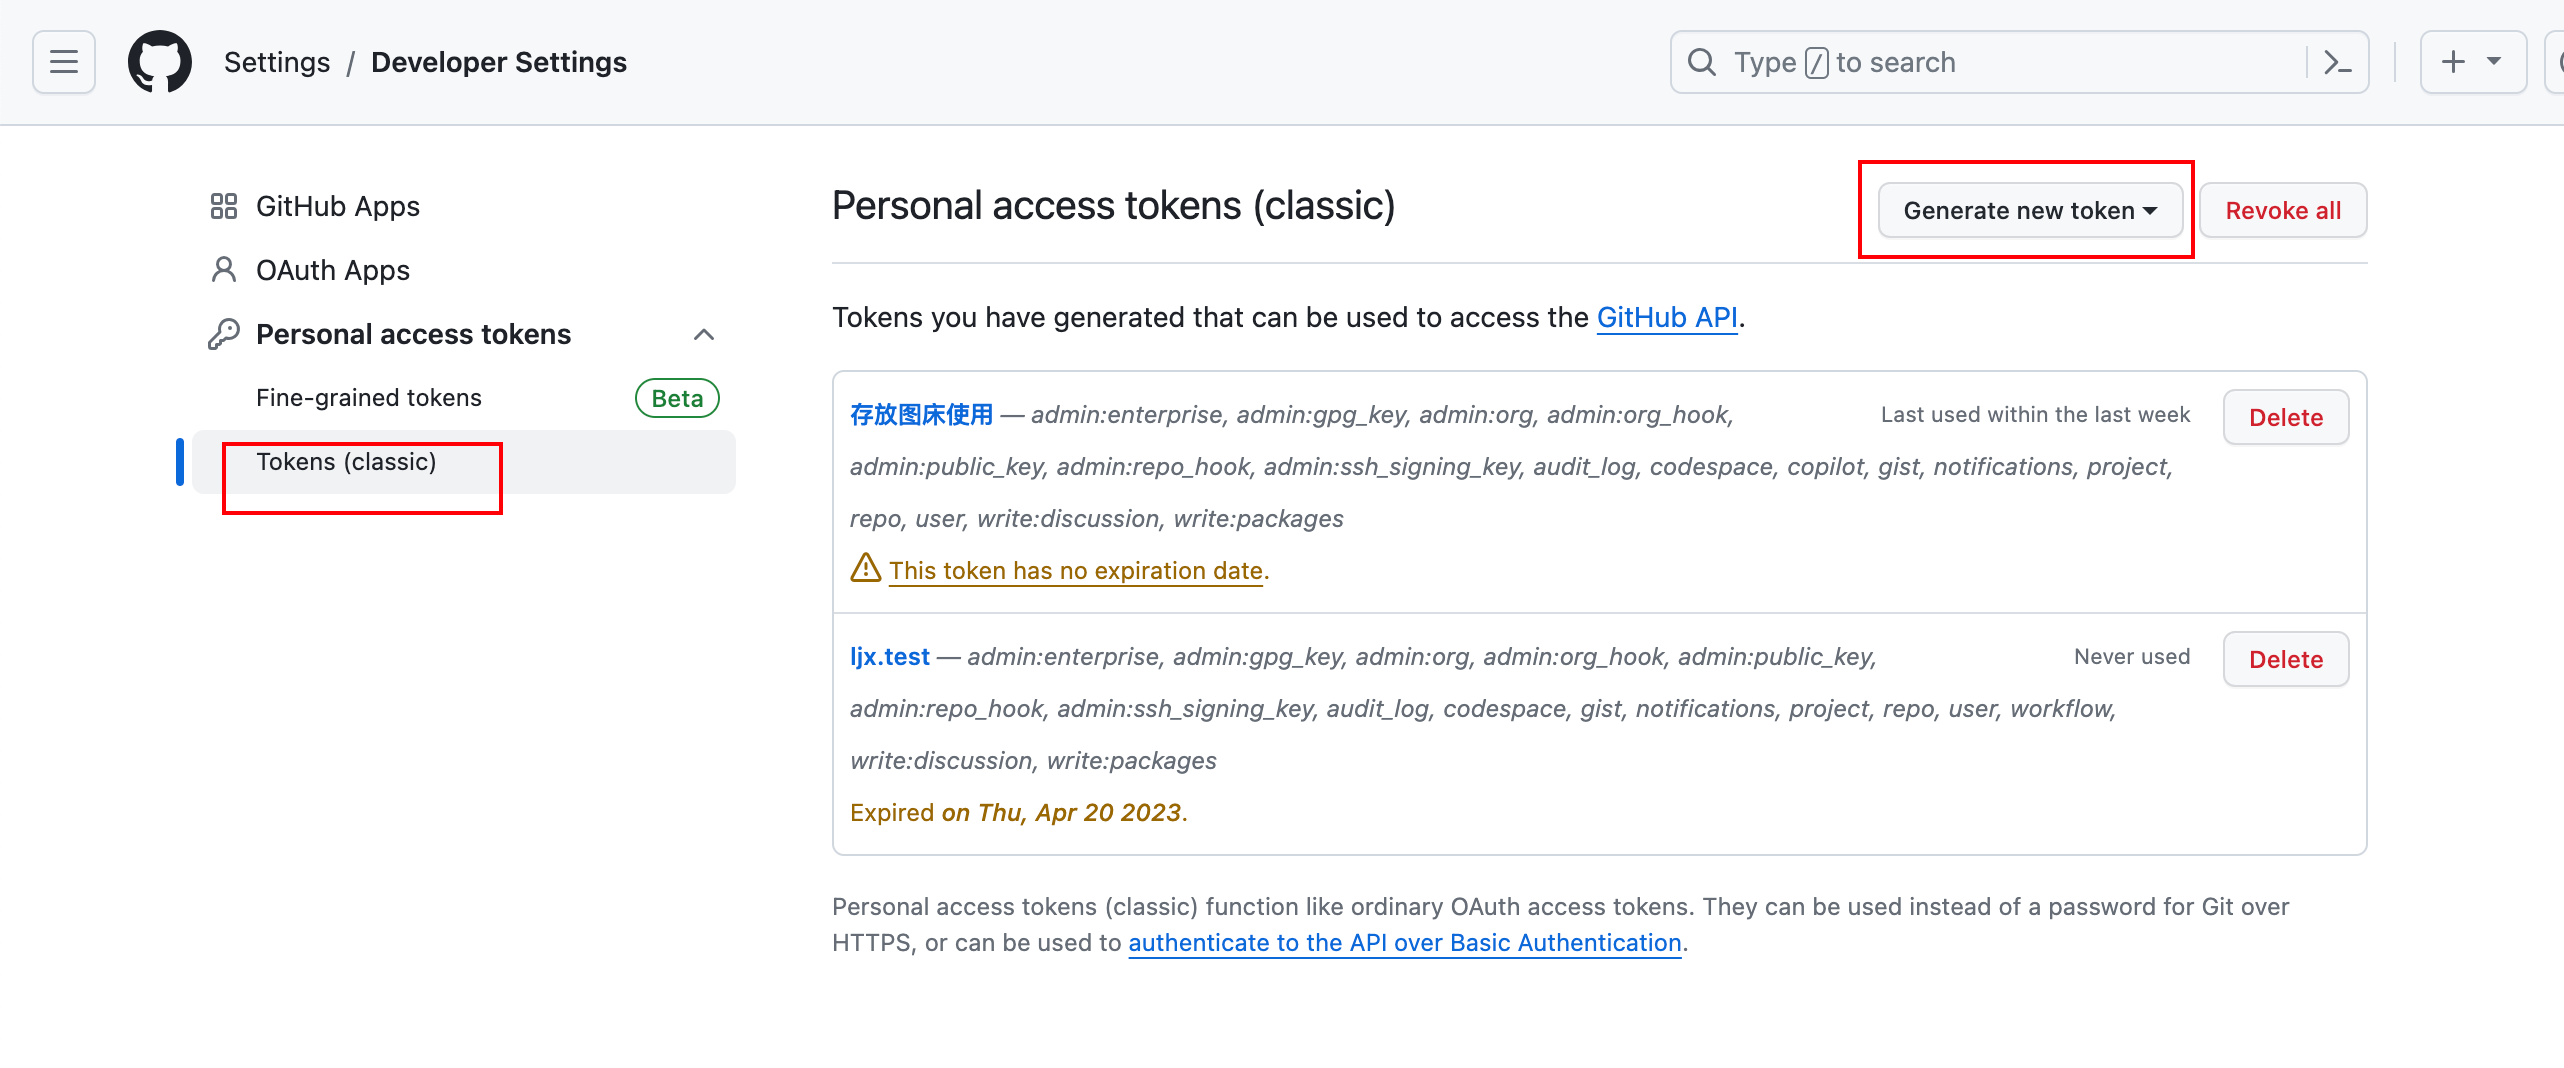 Settings / Developer Settings
Type / to search
GitHub Apps
OAuth Apps
Personal access tokens
Fine-grained tokens Beta
Tokens (classic)
Personal access tokens (classic)
Generate new token
Revoke all
Tokens you have generated that can be used to access the GitHub API.
存放图床使用 — admin:enterprise, admin:gpg_key, admin:org, admin:org_hook,
Last used within the last week
Delete
admin:public_key, admin:repo_hook, admin:ssh_signing_key, audit_log, codespace, copilot, gist, notifications, project,
repo, user, write:discussion, write:packages
This token has no expiration date.
ljx.test — admin:enterprise, admin:gpg_key, admin:org, admin:org_hook, admin:public_key,
Never used
Delete
admin:repo_hook, admin:ssh_signing_key, audit_log, codespace, gist, notifications, project, repo, user, workflow,
write:discussion, write:packages
Expired on Thu, Apr 20 2023.
Personal access tokens (classic) function like ordinary OAuth access tokens. They can be used instead of a password for Git over
HTTPS, or can be used to authenticate to the API over Basic Authentication.